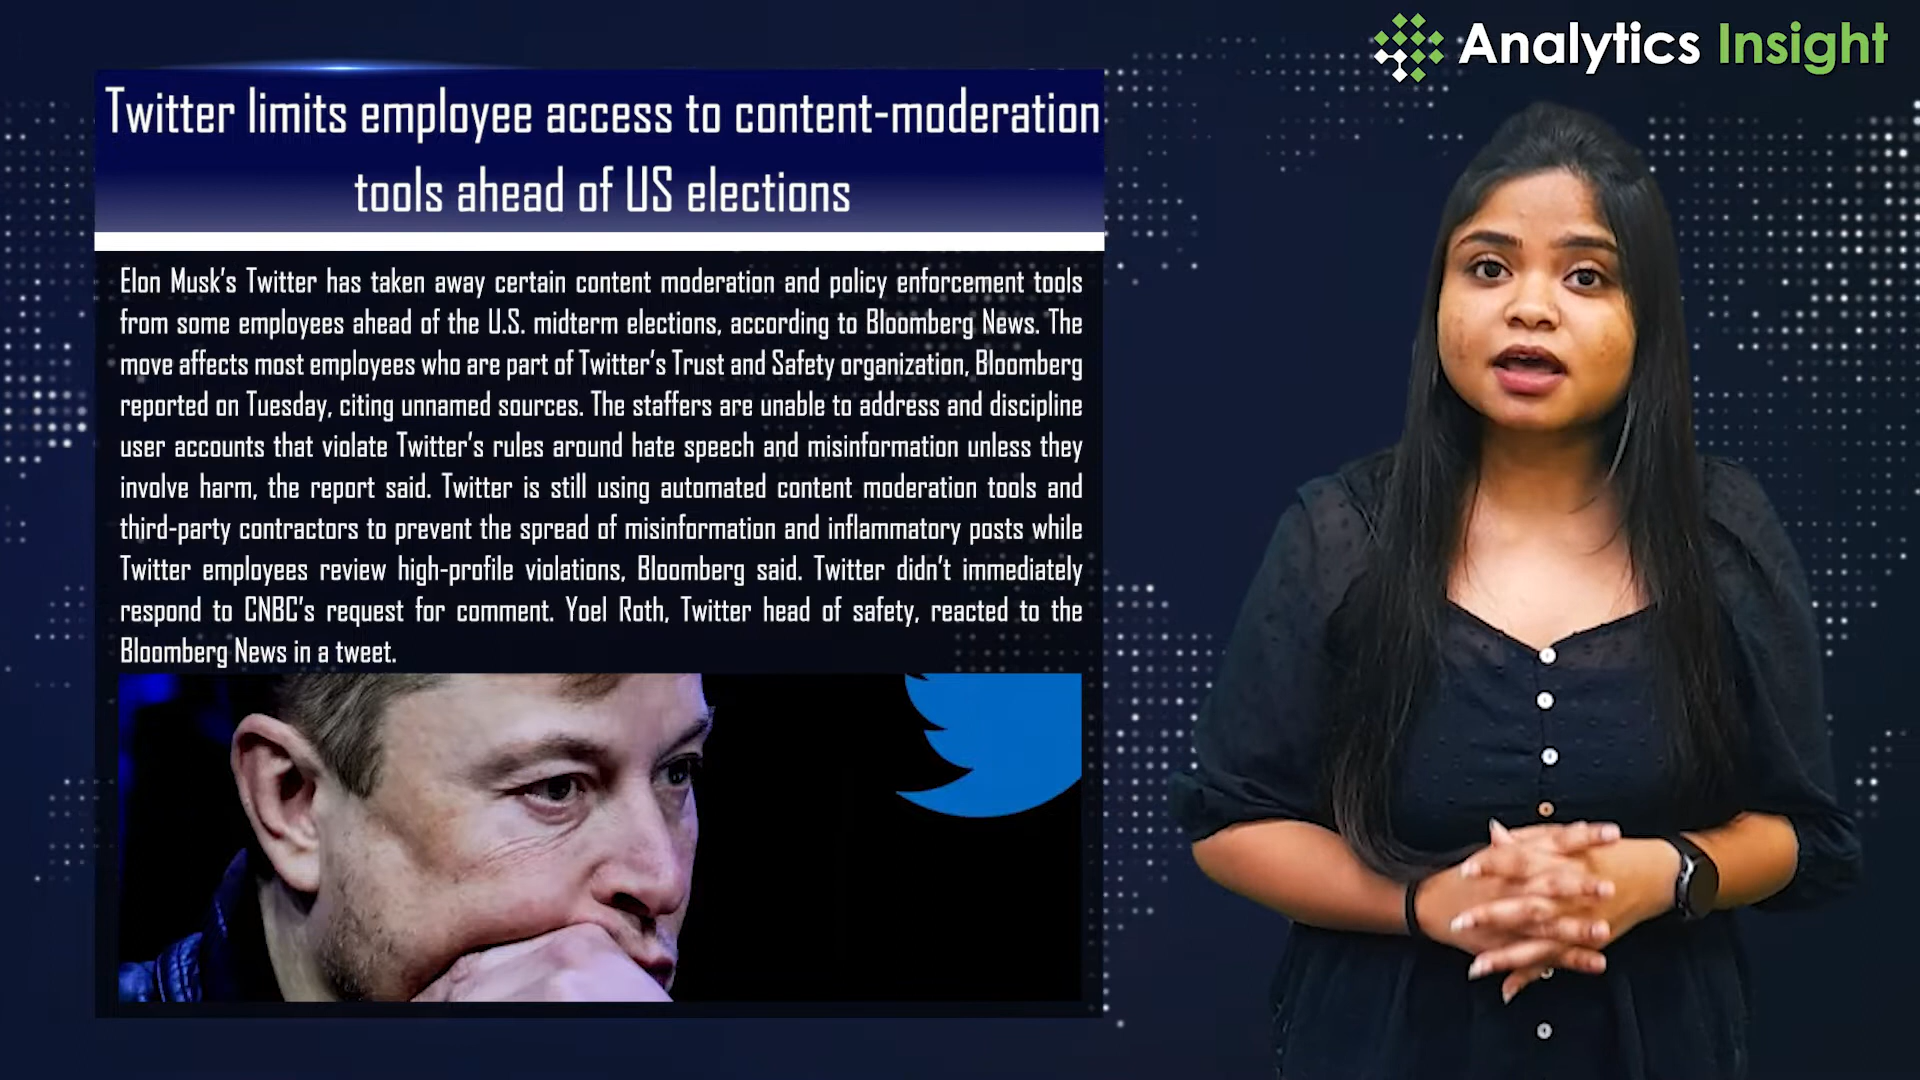 Analytics Insight
Twitter limits employee access to content-moderation
tools ahead of US elections
Elon Musk's Twitter has taken away certain content moderation and policy enforcement tools
from some employees ahead of the U.S. midterm elections, according to Bloomberg News. The
move affects most employees who are part of Twitter's Trust and Safety organization, Bloomberg
reported on Tuesday, citing unnamed sources. The staffers are unable to address and discipline
user accounts that violate Twitter's rules around hate speech and misinformation unless they
involve harm, the report said. Twitter is still using automated content moderation tools and
third-party contractors to prevent the spread of misinformation and inflammatory posts while
Twitter employees review high-profile violations, Bloomberg said. Twitter didn't immediately
respond to CNBC's request for comment. Yoel Roth, Twitter head of safety, reacted to the
Bloomberg News in a tweet.